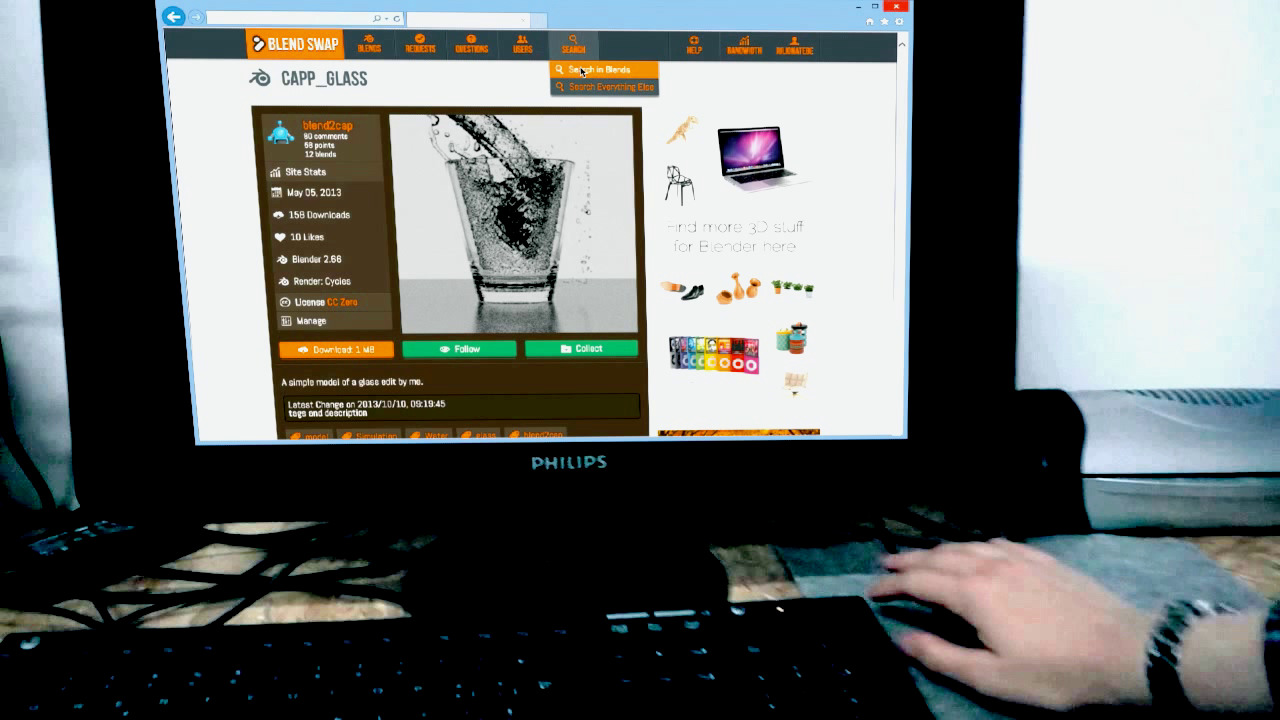 BLEND SWAP
BLENDS
REQUESTS
QUESTIONS
USERS
SEARCH
HELP
BANDWIDTH
Search in Blends
Search Everything Else
CAPP_GLASS
blend2cap
80 comments
58 points
12 blends
Site Stats
May 05, 2013
158 Downloads
10 Likes
Blender 2.66
Render: Cycles
License CC Zero
Manage
Find more 3D stuff
for Blender here
Download: 1 MB
Follow
Collect
A simple model of a glass edit by me.
Latest Change on 2013/10/10, 09:19:45
tags and description
model
Simulation
Water
glass
blend2cap
PHILIPS